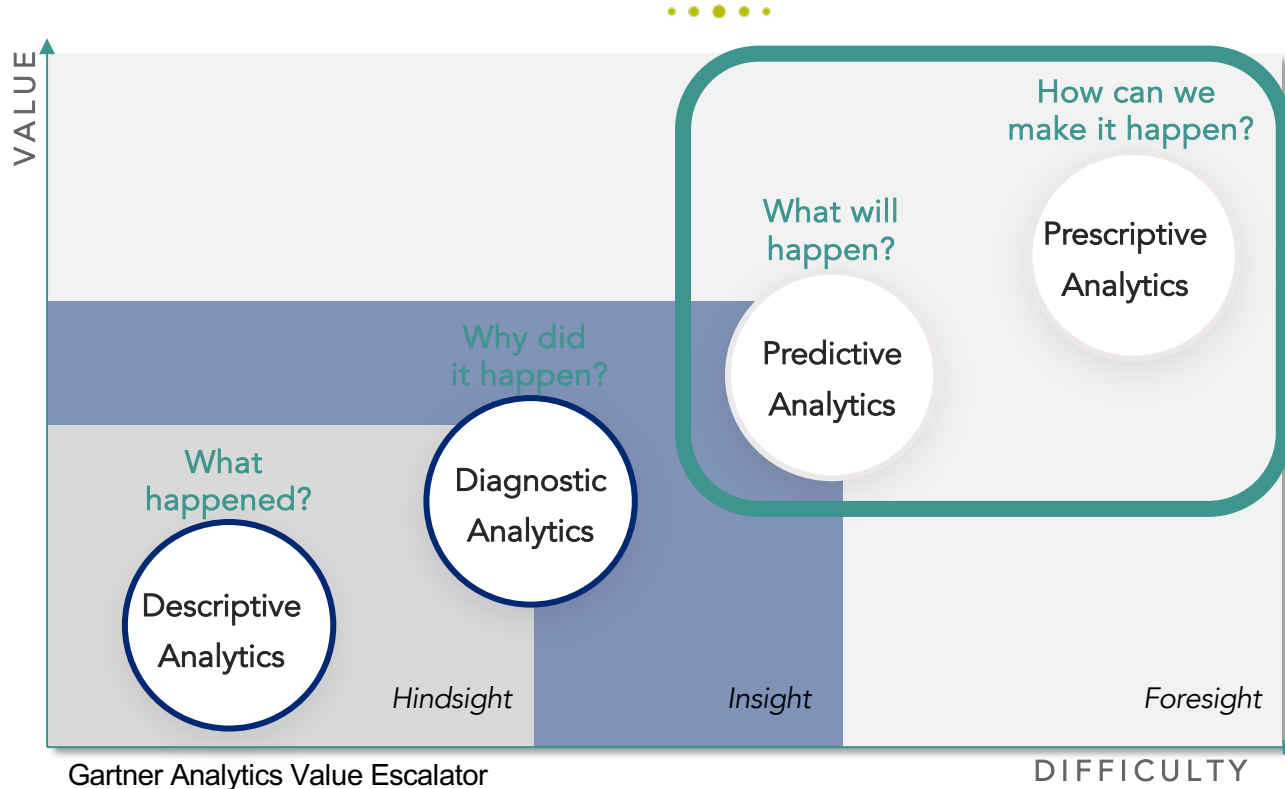 VALUE
How can we
make it happen?
What will
happen?
Prescriptive
Analytics
Why did
it happen?
Predictive
Analytics
What
happened?
Diagnostic
Analytics
Descriptive
Analytics
Hindsight
Insight
Foresight
Gartner Analytics Value Escalator
DIFFICULTY